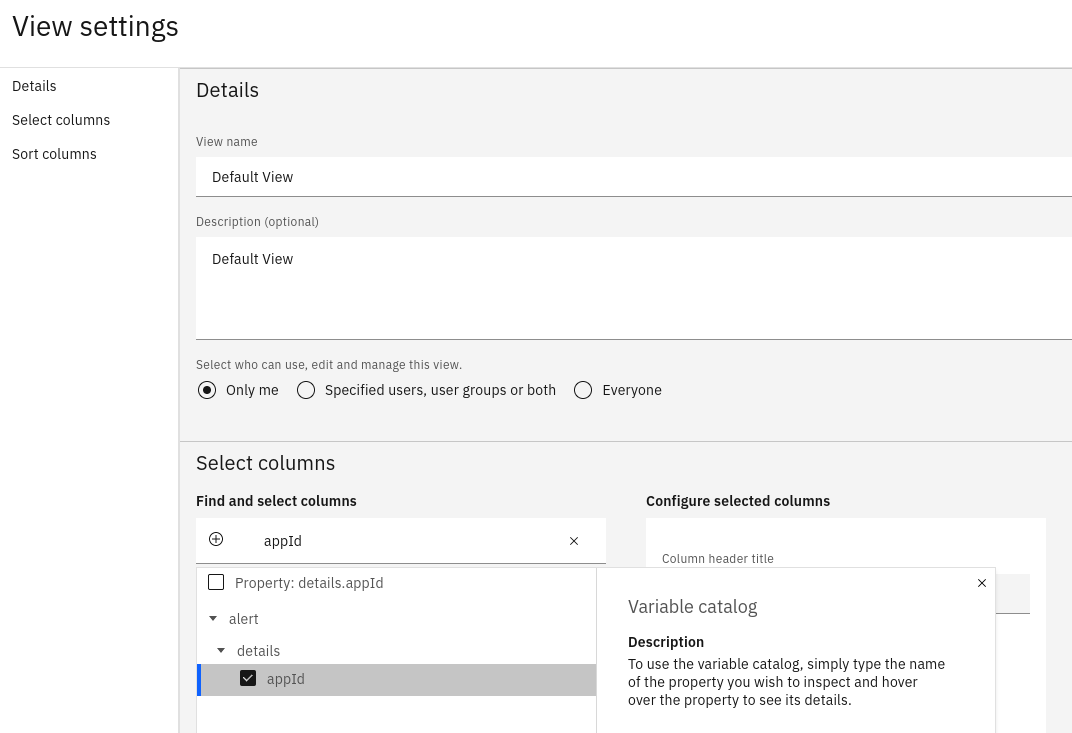 View settings
Details
Select columns
Sort columns
Details
View name
Default View
Description (optional)
Default View
Select who can use, edit and manage this view.
Only me
Specified users, user groups or both
Everyone
Select columns
Find and select columns
appId
Property: details.appId
alert
details
appId
Configure selected columns
Column header title
Variable catalog
Description
To use the variable catalog, simply type the name
of the property you wish to inspect and hover
over the property to see its details.